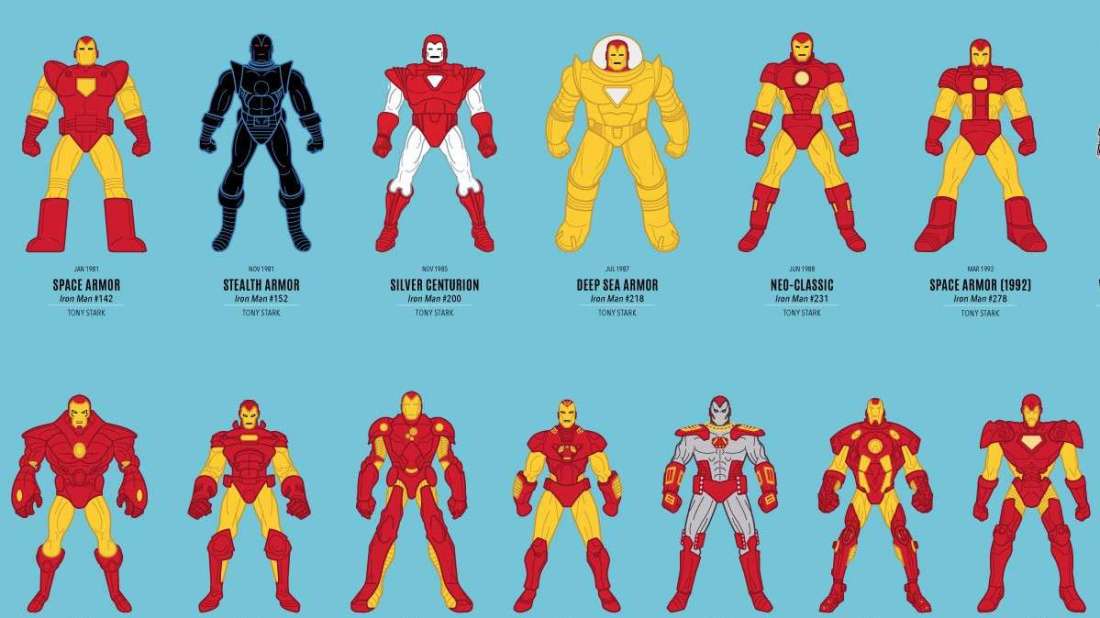 JAN 1981
SPACE ARMOR
Iron Man #142
TONY STARK
NOV 1981
STEALTH ARMOR
Iron Man #152
TONY STARK
NOV 1985
SILVER CENTURION
Iron Man #200
TONY STARK
JUL 1987
DEEP SEA ARMOR
Iron Man #218
TONY STARK
JUN 1988
NEO-CLASSIC
Iron Man #231
TONY STARK
MAR 1992
SPACE ARMOR (1992)
Iron Man #278
TONY STARK